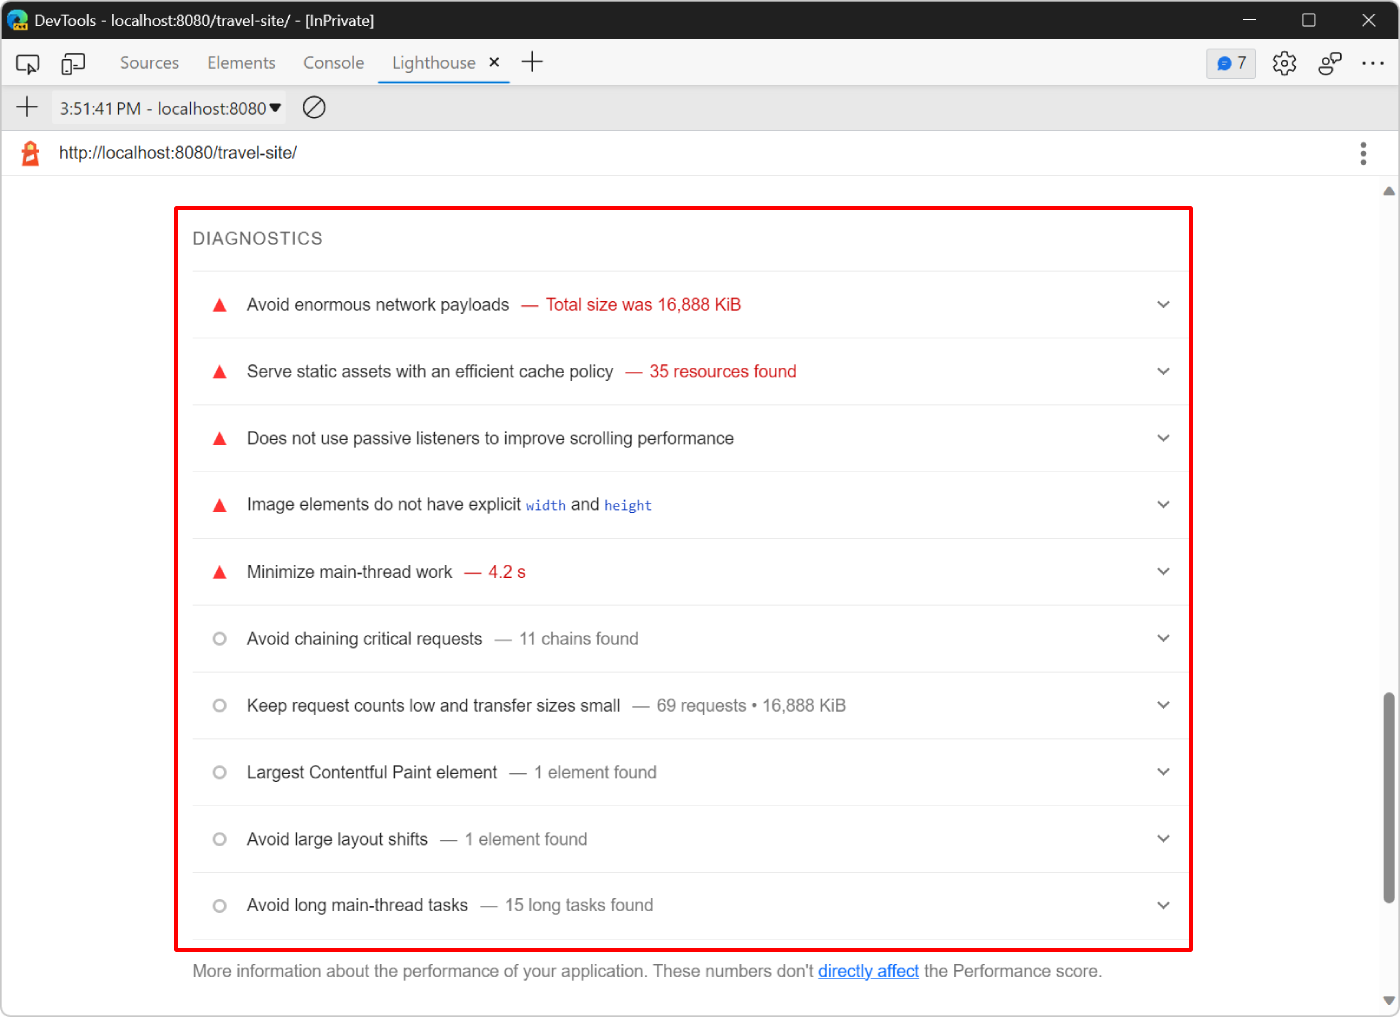 DevTools - localhost:8080/travel-site/ - [InPrivate]
Sources Elements Console Lighthouse 7
3:51:41 PM - localhost:8080
http://localhost:8080/travel-site/
DIAGNOSTICS
Avoid enormous network payloads — Total size was 16,888 KiB
Serve static assets with an efficient cache policy — 35 resources found
Does not use passive listeners to improve scrolling performance
Image elements do not have explicit width and height
Minimize main-thread work — 4.2 s
Avoid chaining critical requests — 11 chains found
Keep request counts low and transfer sizes small — 69 requests • 16,888 KiB
Largest Contentful Paint element — 1 element found
Avoid large layout shifts — 1 element found
Avoid long main-thread tasks — 15 long tasks found
More information about the performance of your application. These numbers don't directly affect the Performance score.